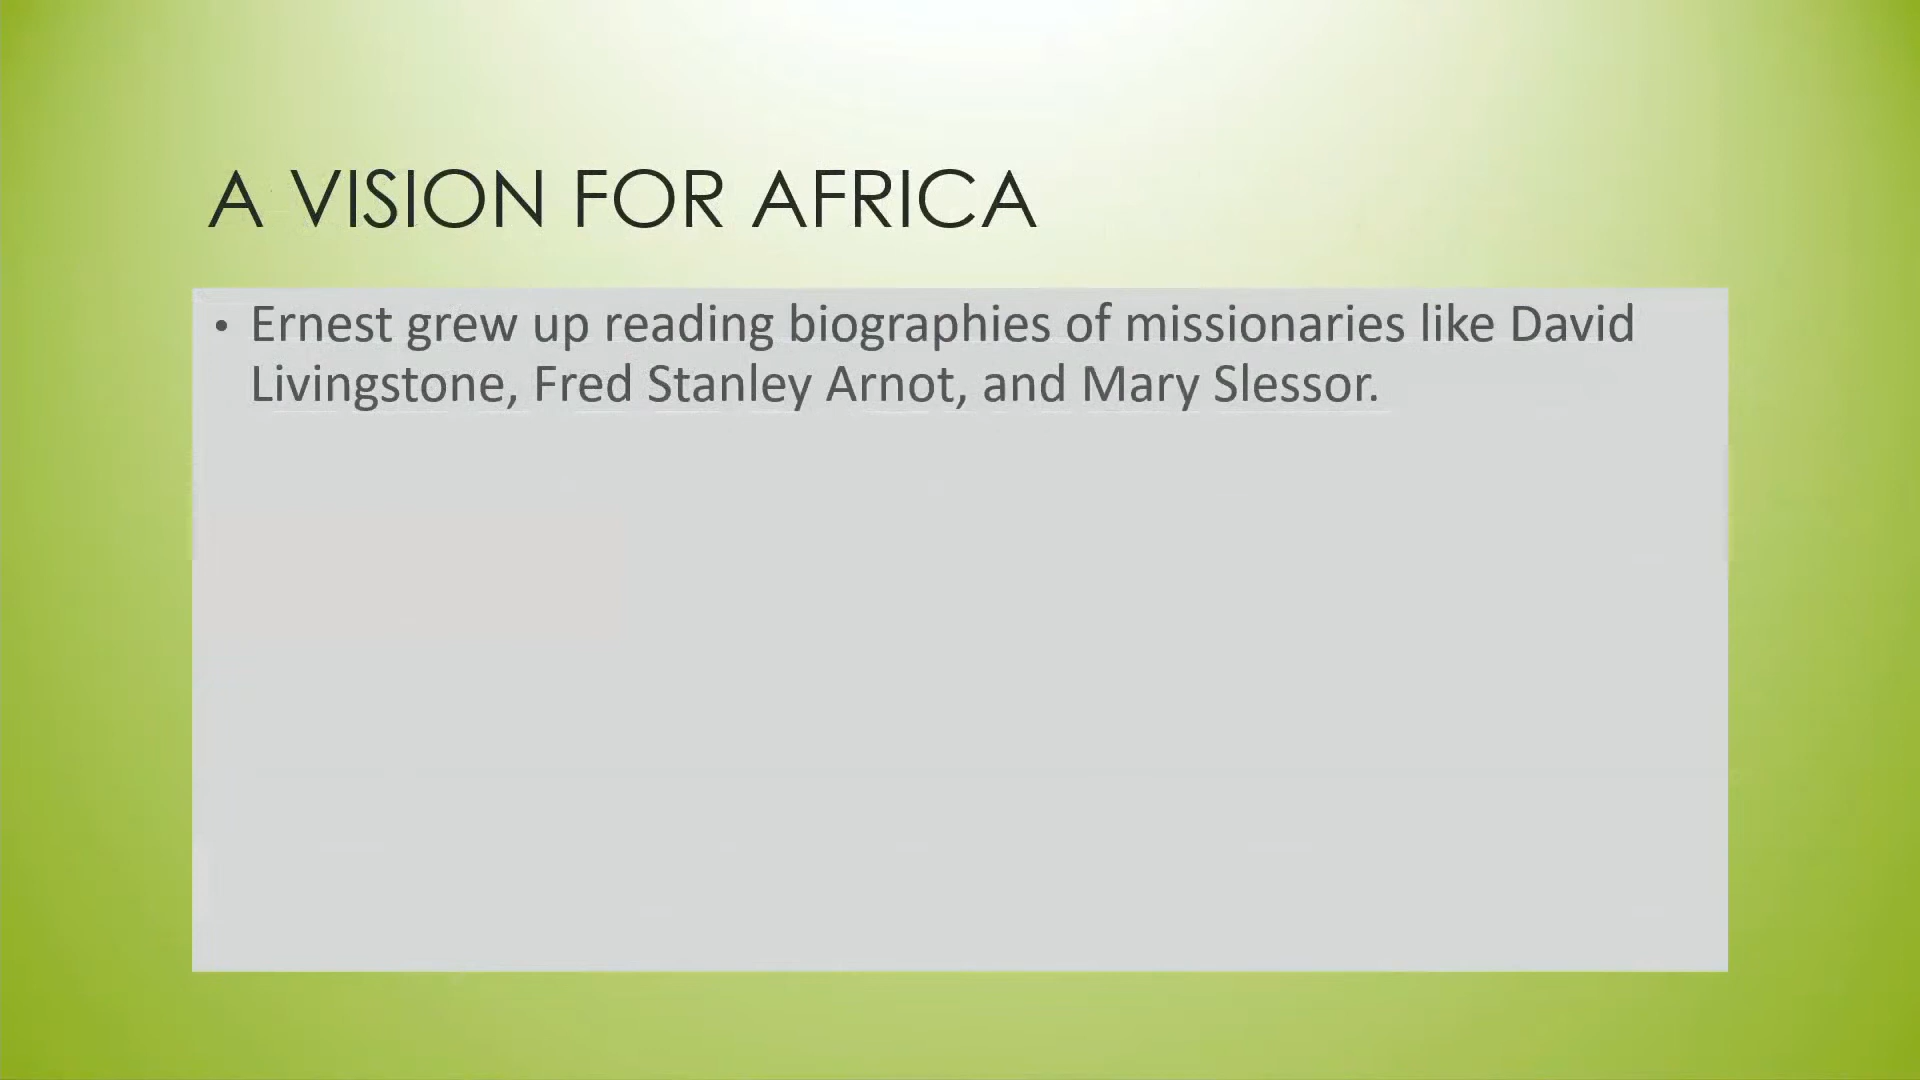 A VISION FOR AFRICA
• Ernest grew up reading biographies of missionaries like David
Livingstone, Fred Stanley Arnot, and Mary Slessor.